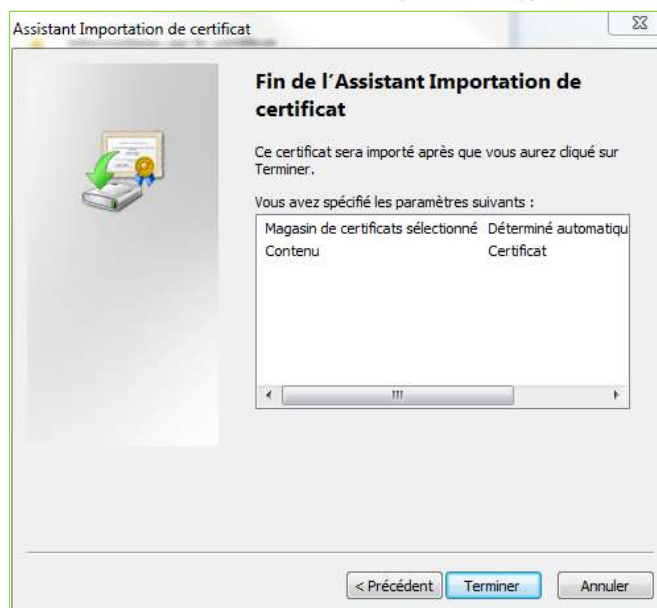 Assistant Importation de certificat
Fin de l'Assistant Importation de
certificat
Ce certificat sera importé après que vous aurez cliqué sur
Terminer.
Vous avez spécifié les paramètres suivants :
Magasin de certificats sélectionné Déterminé automatiqu
Contenu Certificat
< Précédent Terminer Annuler